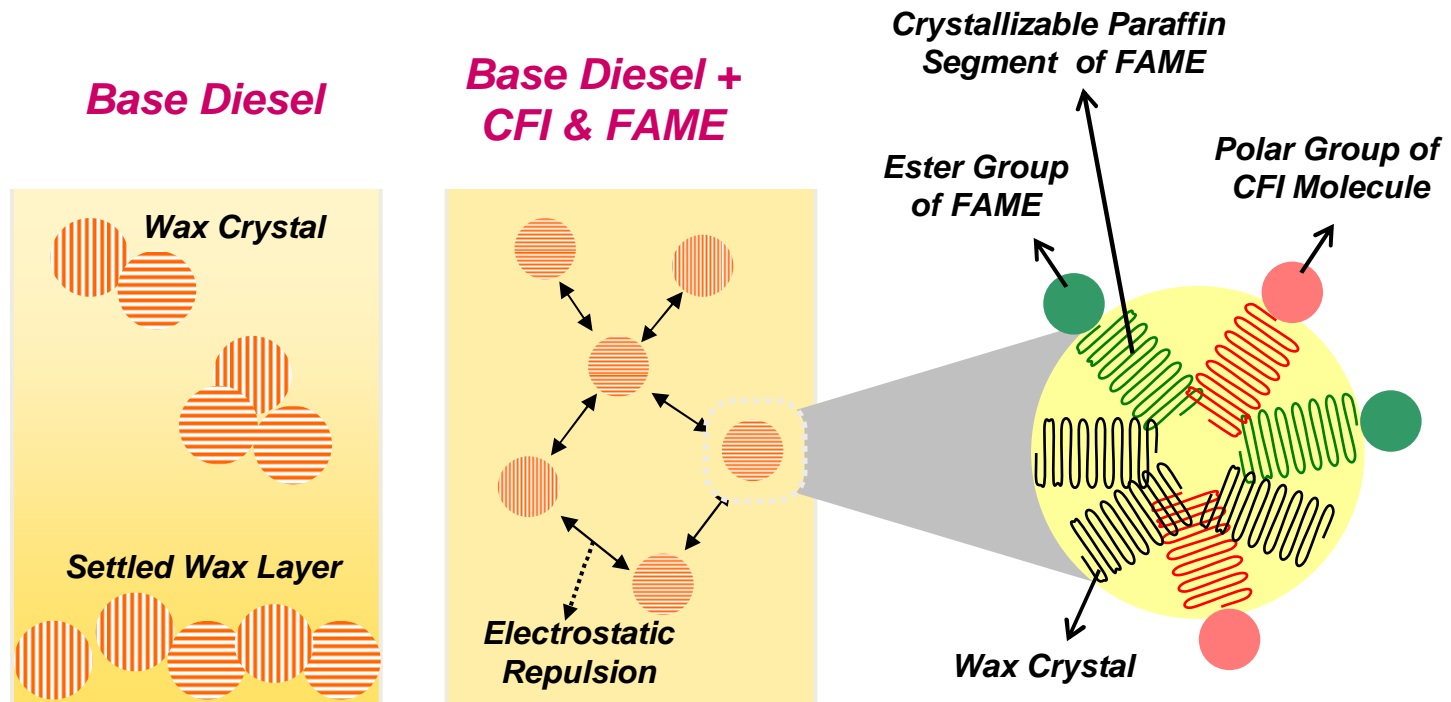 Base Diesel
Wax Crystal
Settled Wax Layer
Base Diesel +
CFI & FAME
Electrostatic
Repulsion
Crystallizable Paraffin
Segment of FAME
Ester Group
of FAME
Polar Group of
CFI Molecule
Wax Crystal